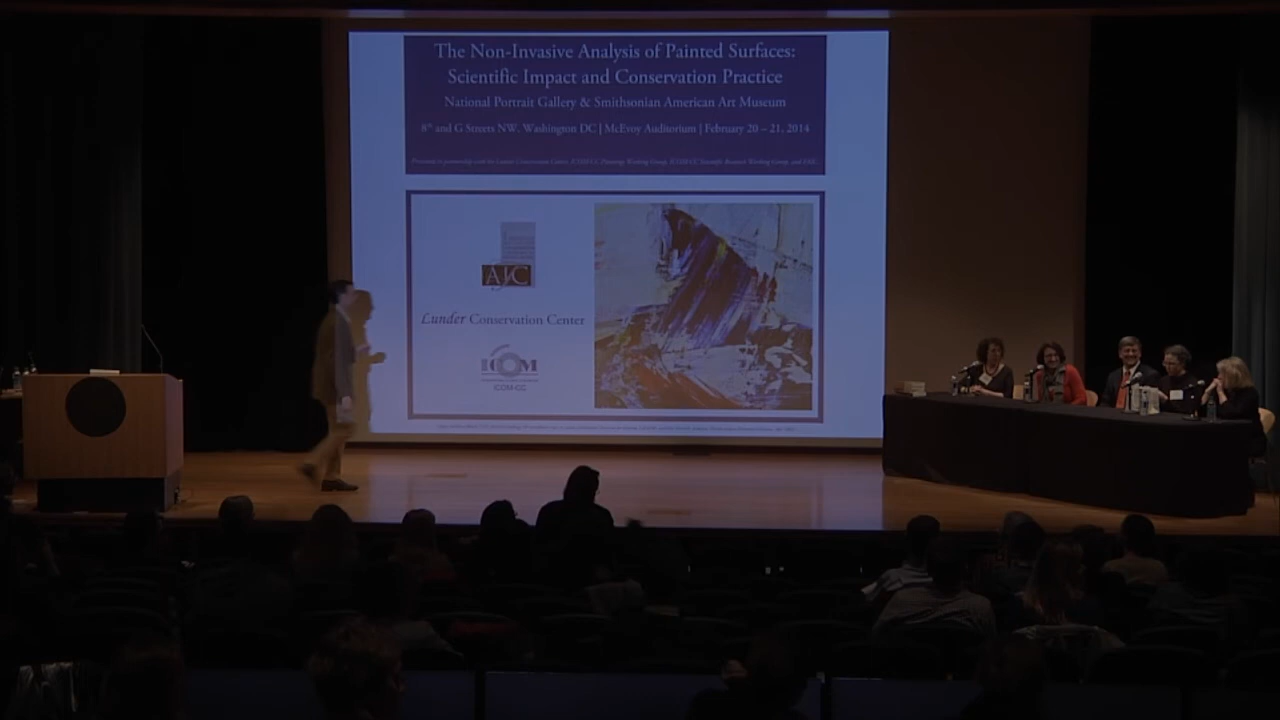 The Non-Invasive Analysis of Painted Surfaces:
Scientific Impact and Conservation Practice
National Portrait Gallery & Smithsonian American Art Museum
8th and G Streets NW. Washington DC | McEvoy Auditorium | February 20 – 21, 2014
AJC
Lunder Conservation Center
ICOM
ICOM-CC